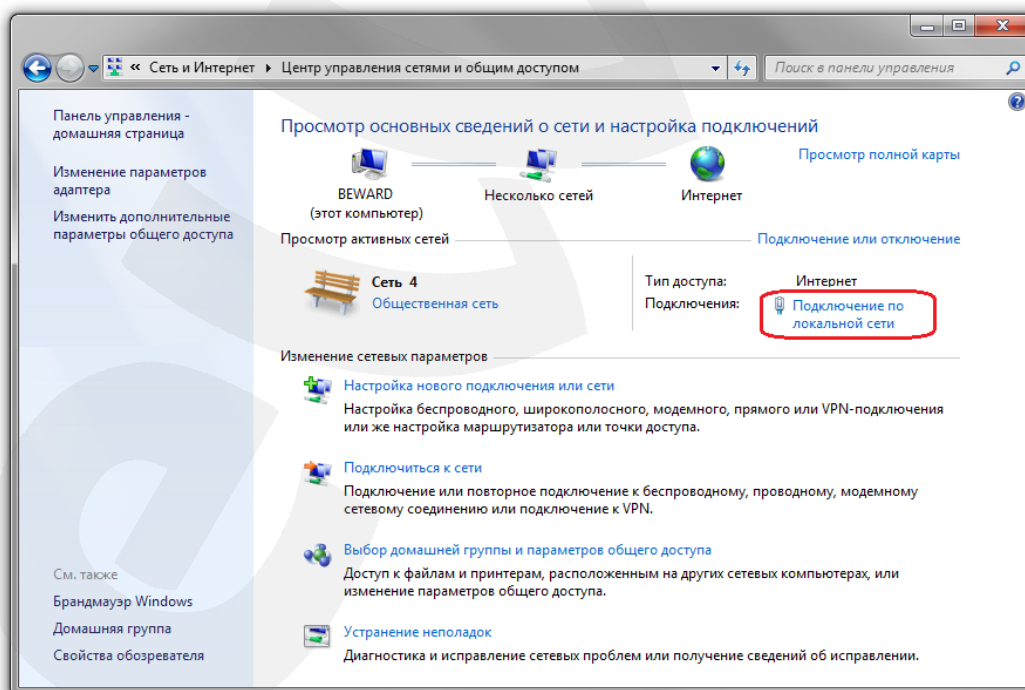 « Сеть и Интернет ▸ Центр управления сетями и общим доступом
Поиск в панели управления
Панель управления -
домашняя страница
Изменение параметров
адаптера
Изменить дополнительные
параметры общего доступа
Просмотр основных сведений о сети и настройка подключений
Просмотр полной карты
BEWARD
(этот компьютер)
Несколько сетей
Интернет
Просмотр активных сетей
Подключение или отключение
Сеть 4
Общественная сеть
Тип доступа:
Интернет
Подключения:
Подключение по
локальной сети
Изменение сетевых параметров
Настройка нового подключения или сети
Настройка беспроводного, широкополосного, модемного, прямого или VPN-подключения
или же настройка маршрутизатора или точки доступа.
Подключиться к сети
Подключение или повторное подключение к беспроводному, проводному, модемному
сетевому соединению или подключение к VPN.
Выбор домашней группы и параметров общего доступа
Доступ к файлам и принтерам, расположенным на других сетевых компьютерах, или
изменение параметров общего доступа.
Устранение неполадок
Диагностика и исправление сетевых проблем или получение сведений об исправлении.
См. также
Брандмауэр Windows
Домашняя группа
Свойства обозревателя